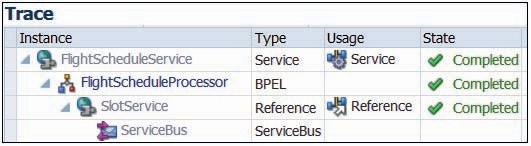 Trace
Instance Type Usage State
FlightScheduleService Service Service Completed
FlightScheduleProcessor BPEL Completed
SlotService Reference Reference Completed
ServiceBus ServiceBus